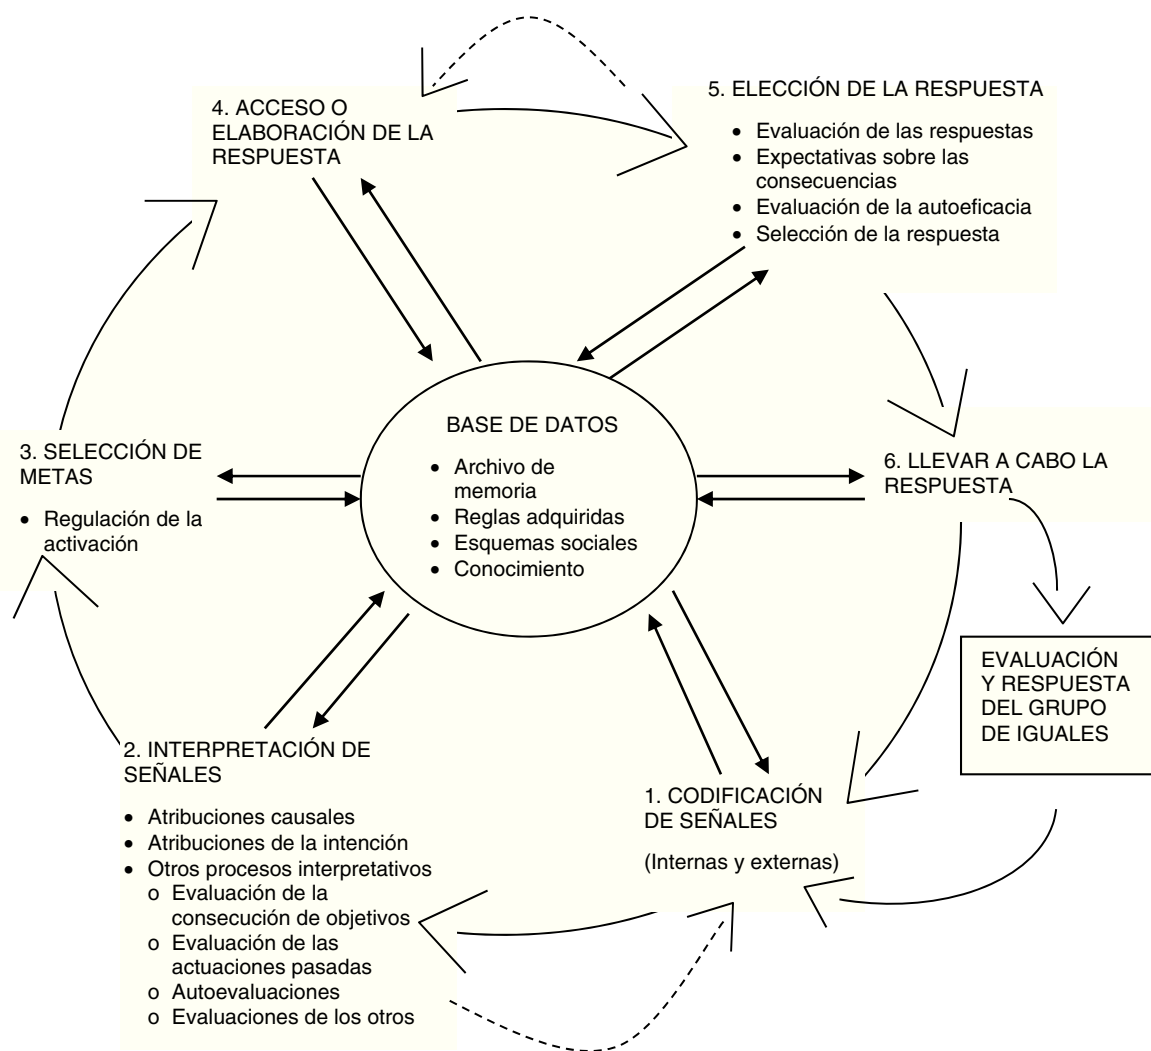 4. ACCESO O
ELABORACIÓN DE LA
RESPUESTA
5. ELECCIÓN DE LA RESPUESTA
• Evaluación de las respuestas
• Expectativas sobre las
consecuencias
• Evaluación de la autoeficacia
• Selección de la respuesta
BASE DE DATOS
• Archivo de
memoria
• Reglas adquiridas
• Esquemas sociales
• Conocimiento
3. SELECCIÓN DE
METAS
• Regulación de la
activación
6. LLEVAR A CABO LA
RESPUESTA
EVALUACIÓN
Y RESPUESTA
DEL GRUPO
DE IGUALES
2. INTERPRETACIÓN DE
SEÑALES
• Atribuciones causales
• Atribuciones de la intención
• Otros procesos interpretativos
o Evaluación de la
consecución de objetivos
o Evaluación de las
actuaciones pasadas
o Autoevaluaciones
o Evaluaciones de los otros
1. CODIFICACIÓN
DE SEÑALES
(Internas y externas)